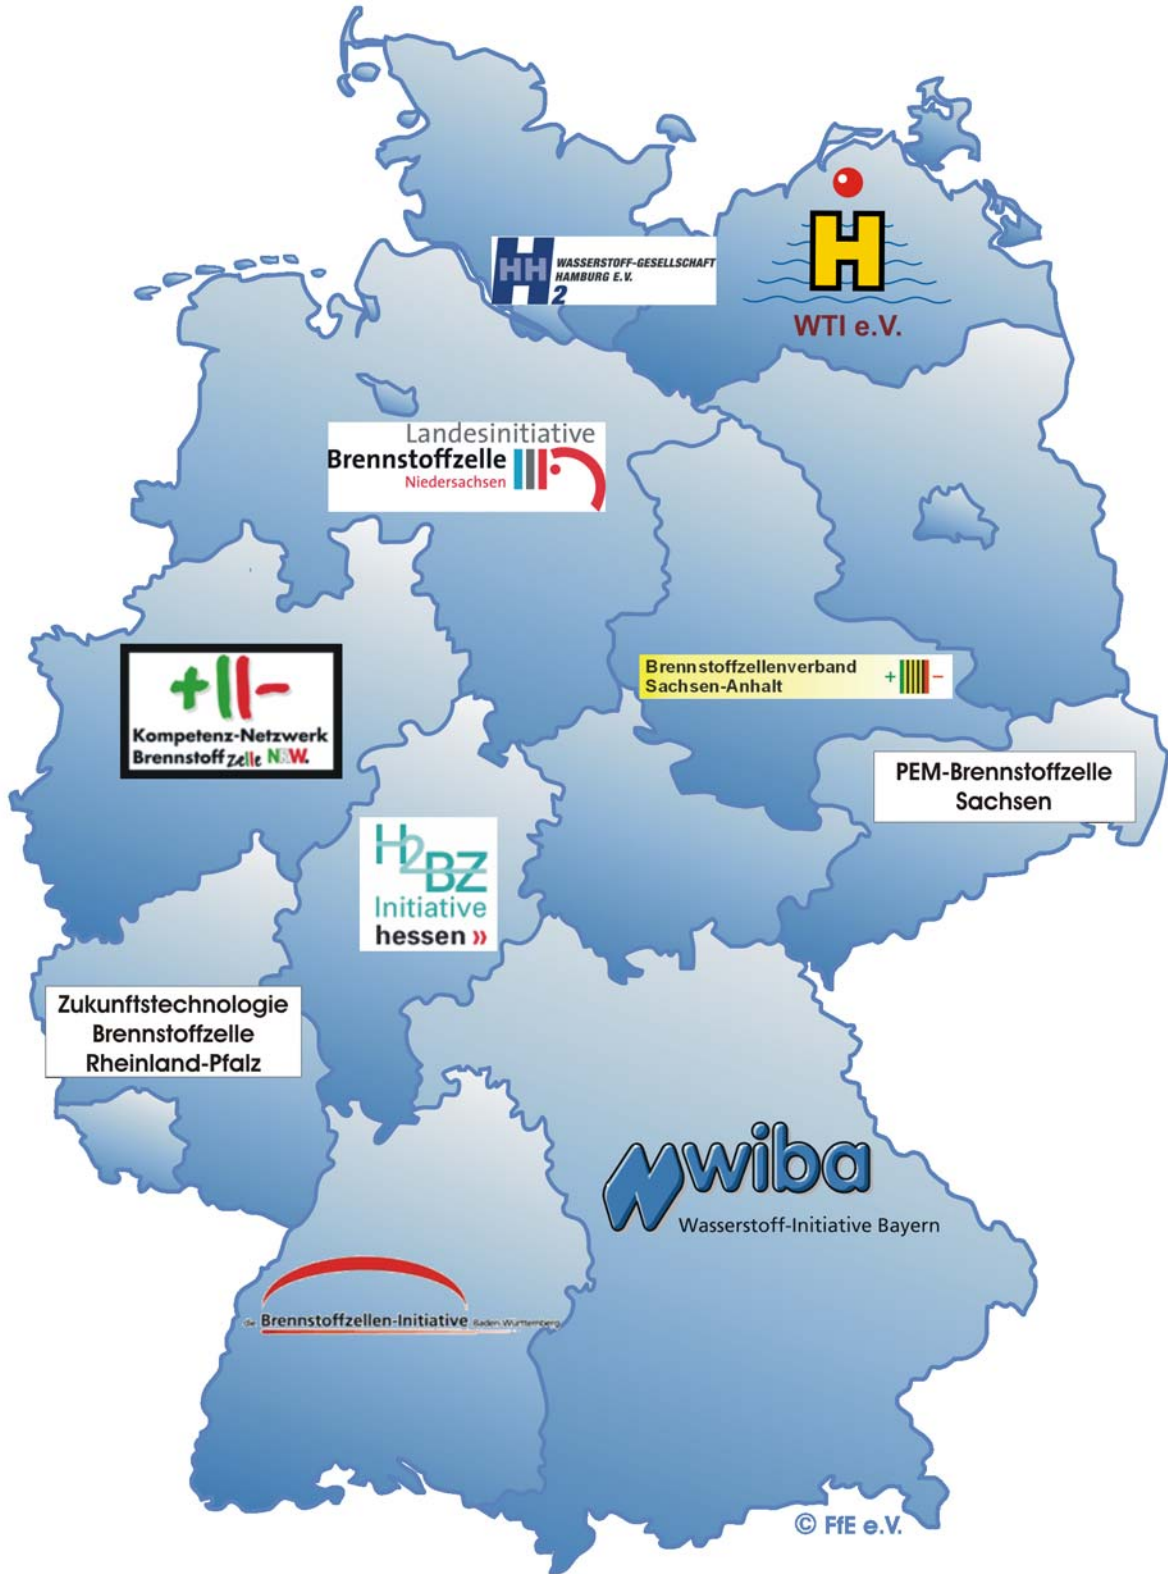 HH
2
WASSERSTOFF-GESELLSCHAFT
HAMBURG E.V.
H
WTI e.V.
Landesinitiative
Brennstoffzelle
Niedersachsen
Kompetenz-Netzwerk
Brennstoffzelle NRW.
Brennstoffzellenverband
Sachsen-Anhalt
PEM-Brennstoffzelle
Sachsen
H2BZ
Initiative
hessen »
Zukunftstechnologie
Brennstoffzelle
Rheinland-Pfalz
wiba
Wasserstoff-Initiative Bayern
die Brennstoffzellen-Initiative Baden-Württemberg
© FfE e.V.